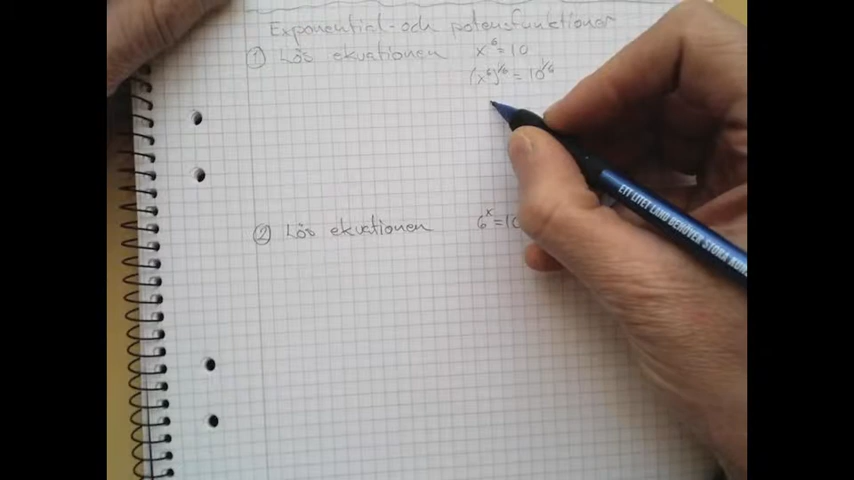 Exponential- och potensfunktioner
① Lös ekvationen x⁶ = 10
(x⁶)^1/6 = 10^1/6
② Lös ekvationen 6ˣ = 10
ETT LITET LAND BEHÖVER STORA